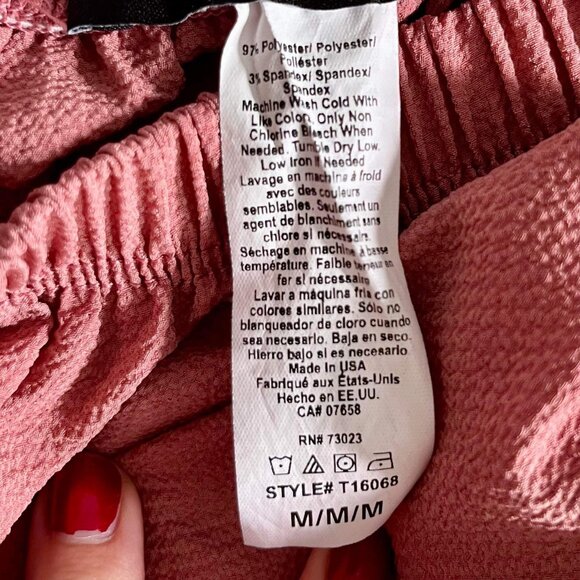 97% Polyester/ Polyester/
Poliéster
3% Spandex/ Spandex/
Spandex
Machine Wash Cold With
Like Colon, Only Non
Chlorine Bleach When
Needed. Tumble Dry Low.
Low Iron If Needed
Lavage en machine à froid
avec des couleurs
semblables. Seulement un
agent de blanchiment sans
chlore si nécessaire.
Séchage en machine à basse
température. Faible
fer si nécessaire
Lavar a máquina fria con
colores similares. Sólo no
blanqueador de cloro cuando
sea necesario. Baja en seco.
Hierro bajo si es necesario
Made In USA
Fabriqué aux États-Unis
Hecho en EE.UU.
CA# 07658
RN# 73023
STYLE# T16068
M/M/M